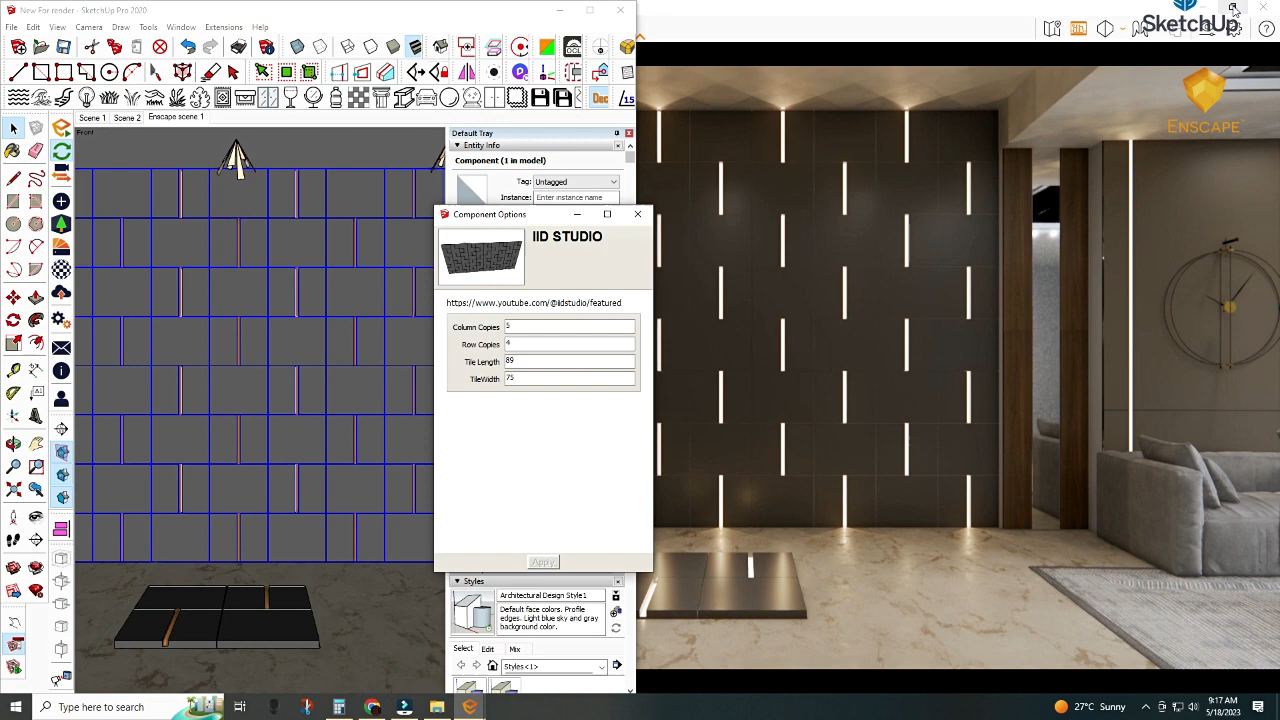 New For render) - SketchUp Pro 2020
SketchUp
File Edit View Camera Draw Tools Window Extensions Help
OCL
Dec
15
Scene 1 Scene 2 Enscape scene 1
Front
Default Tray
Entity Info
Component (1 in model)
Tag: Untagged
Instance: Enter instance name
ENSCAPE
Component Options
IID STUDIO
https://www.youtube.com/@iidstudio/featured
Column Copies 5
Row Copies 4
Tile Length 89
TileWidth 75
Apply
Styles
Architectural Design Style1
Default face colors. Profile
edges. Light blue sky and gray
background color.
Select Edit Mix
Styles<1>
Type here to search
27°C Sunny
9:17 AM
5/18/2023